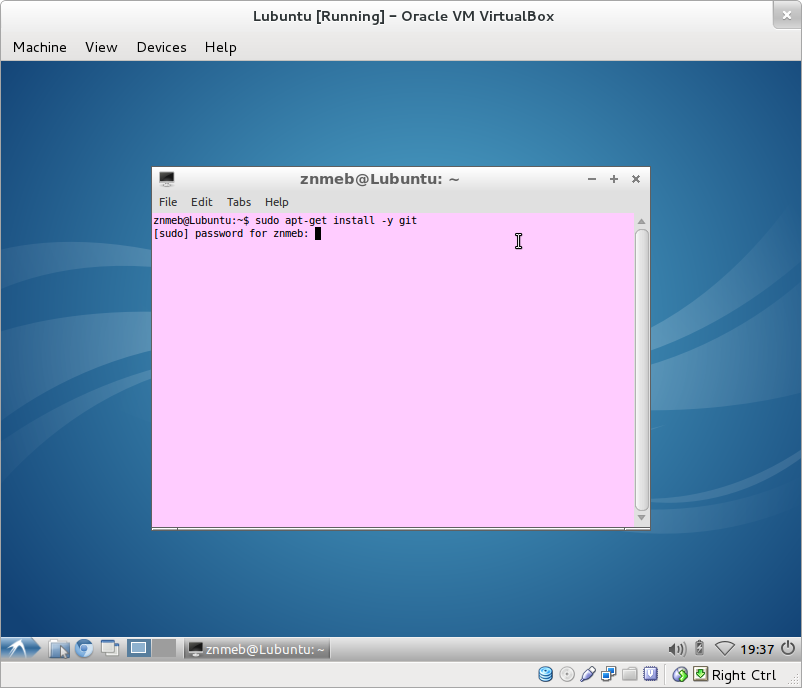 Lubuntu [Running] – Oracle VM VirtualBox
Machine View Devices Help
znmeb@Lubuntu: ~
File Edit Tabs Help
znmeb@Lubuntu:~$ sudo apt-get install -y git
[sudo] password for znmeb:
znmeb@Lubuntu: ~
19:37
Right Ctrl